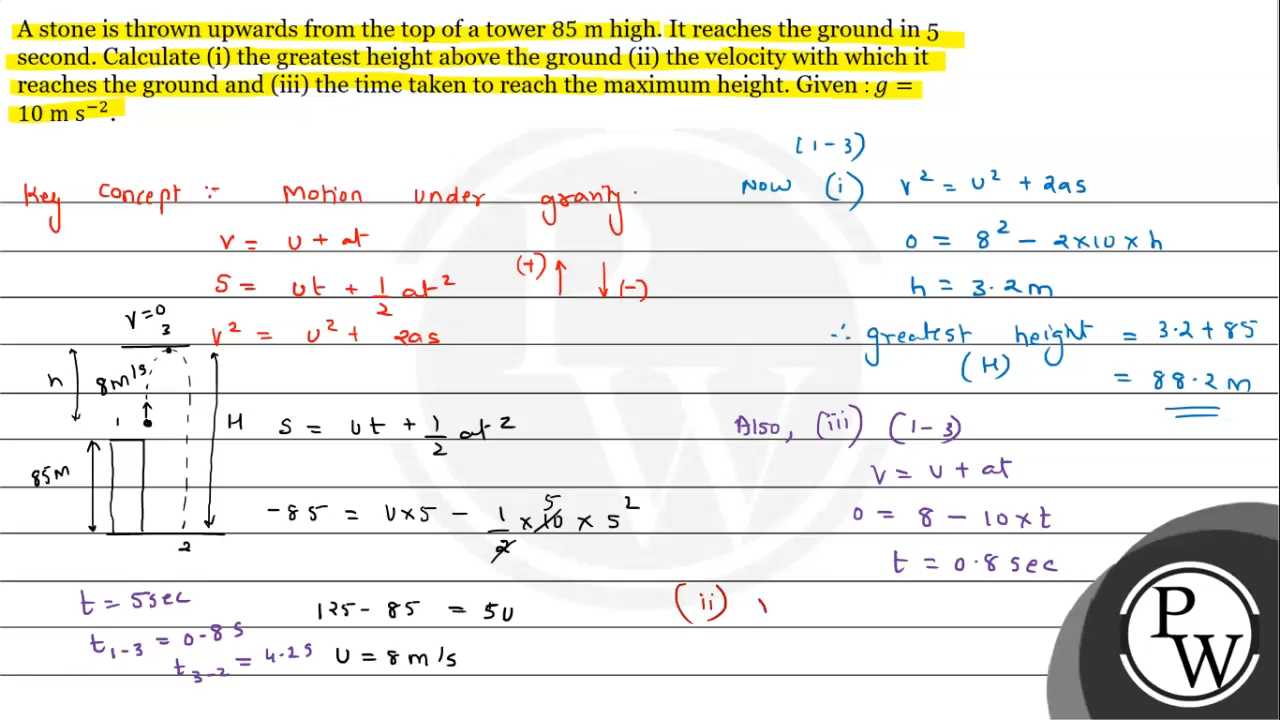 A stone is thrown upwards from the top of a tower 85 m high. It reaches the ground in 5
second. Calculate (i) the greatest height above the ground (ii) the velocity with which it
reaches the ground and (iii) the time taken to reach the maximum height. Given : g =
10 m s⁻².
Key Concept :- Motion under gravity.
V = u + at
S = ut + 1/2 at²
(+) ↑ ↓ (-)
V² = u² + 2as
V=0
3
h
8m/s
1
H
85m
2
S = ut + 1/2 at²
-85 = u×5 - 1/2 × 10 × 5²
5
125 - 85 = 5u
u = 8 m/s
t = 5sec
t₁₋₃ = 0.8 s
t₃₋₂ = 4.2 s
(1-3)
Now (i) v² = u² + 2as
0 = 8² - 2×10×h
h = 3.2m
∴ greatest height (H) = 3.2 + 85
= 88.2 m
Also, (iii) (1-3)
v = u + at
0 = 8 - 10×t
t = 0.8 sec
(ii)
PW
PW